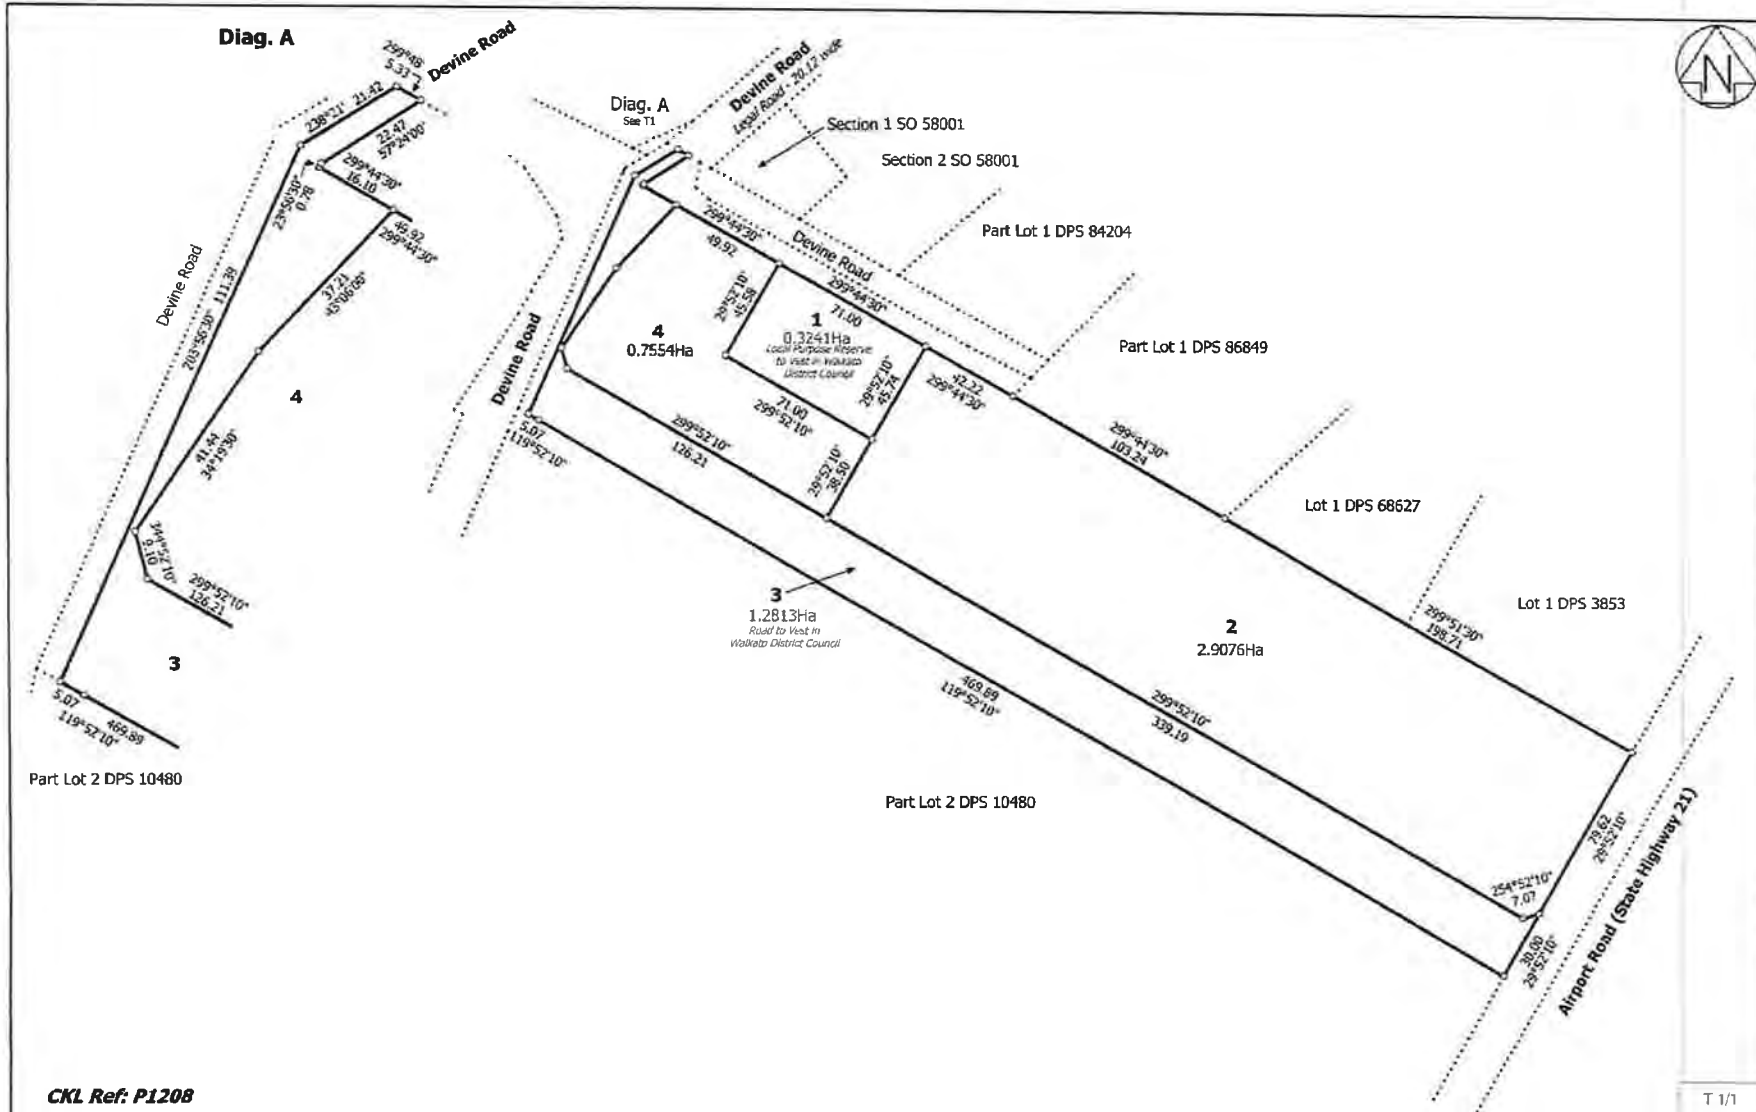 Diag. A
299°48'
5.33
Devine Road
238°21' 21.42
22.47
57°24'00"
299°44'30"
16.10
23°56'30"
0.78
49.92
299°44'30"
Devine Road
203°56'30" 111.39
37.21
43°06'00"
4
41.44
34°19'30"
344°52'10"
9.10
299°52'10"
126.21
3
5.07
119°52'10"
469.89
Part Lot 2 DPS 10480
Diag. A
See T1
Devine Road
Legal Road - 20.12 wide
Section 1 SO 58001
Section 2 SO 58001
Part Lot 1 DPS 84204
N
299°44'30"
49.92
Devine Road
299°44'30"
71.00
29°52'10"
45.58
1
0.3241Ha
Local Purpose Reserve
to Vest in Waikato
District Council
4
0.7554Ha
Part Lot 1 DPS 86849
Devine Road
29°52'10"
45.74
42.22
299°44'30"
71.00
299°52'10"
299°44'30"
103.24
5.07
119°52'10"
299°52'10"
126.21
29°52'10"
38.50
Lot 1 DPS 68627
3
1.2813Ha
Road to Vest in
Waikato District Council
2
2.9076Ha
299°51'30"
198.71
Lot 1 DPS 3853
469.89
119°52'10"
299°52'10"
339.19
Part Lot 2 DPS 10480
79.62
29°52'10"
254°52'10"
7.07
30.00
29°52'10"
Airport Road (State Highway 21)
CKL Ref: P1208
T 1/1